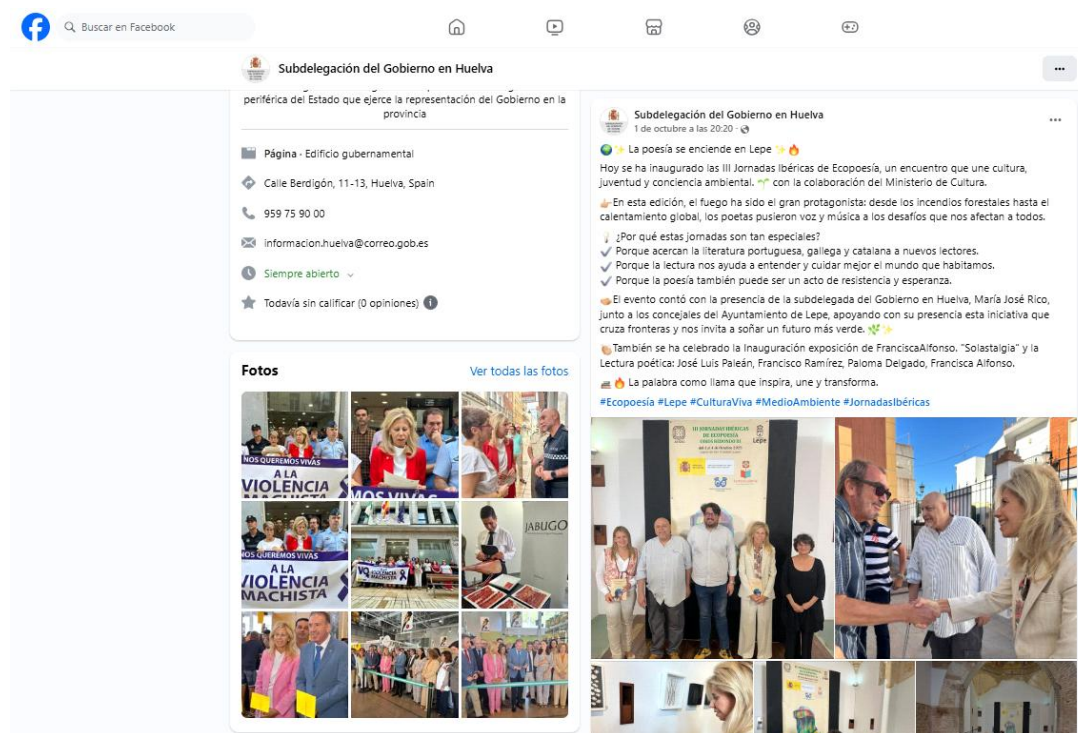 Buscar en Facebook
Subdelegación del Gobierno en Huelva
periférica del Estado que ejerce la representación del Gobierno en la
provincia
Página · Edificio gubernamental
Calle Berdigón, 11-13, Huelva, Spain
959 75 90 00
informacion.huelva@correo.gob.es
Siempre abierto
Todavía sin calificar (0 opiniones)
Fotos
Ver todas las fotos
NOS QUEREMOS VIVAS
A LA
VIOLENCIA
MACHISTA
MOS VIVAS
NOS QUEREMOS VIVAS
A LA
VIOLENCIA
MACHISTA
VIOLENCIA
MACHISTA
JABUGO
Subdelegación del Gobierno en Huelva
1 de octubre a las 20:20 ·
🌍✨ La poesía se enciende en Lepe ✨🔥
Hoy se ha inaugurado las III Jornadas Ibéricas de Ecopoesía, un encuentro que une cultura,
juventud y conciencia ambiental. 🌱 con la colaboración del Ministerio de Cultura.
👉En esta edición, el fuego ha sido el gran protagonista: desde los incendios forestales hasta el
calentamiento global, los poetas pusieron voz y música a los desafíos que nos afectan a todos.
💡 ¿Por qué estas jornadas son tan especiales?
✔ Porque acercan la literatura portuguesa, gallega y catalana a nuevos lectores.
✔ Porque la lectura nos ayuda a entender y cuidar mejor el mundo que habitamos.
✔ Porque la poesía también puede ser un acto de resistencia y esperanza.
🤝El evento contó con la presencia de la subdelegada del Gobierno en Huelva, María José Rico,
junto a los concejales del Ayuntamiento de Lepe, apoyando con su presencia esta iniciativa que
cruza fronteras y nos invita a soñar un futuro más verde. 🌿✨
👏También se ha celebrado la Inauguración exposición de FranciscaAlfonso. "Solastalgia" y la
Lectura poética: José Luis Paleán, Francisco Ramírez, Paloma Delgado, Francisca Alfonso.
📚🔥 La palabra como llama que inspira, une y transforma.
#Ecopoesía #Lepe #CulturaViva #MedioAmbiente #JornadasIbéricas
III JORNADAS IBÉRICAS
DE ECOPOESÍA
Lepe